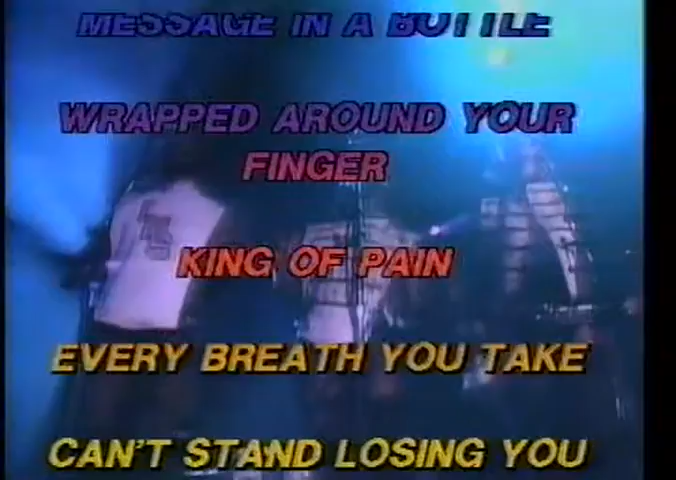 MESSAGE IN A BOTTLE
WRAPPED AROUND YOUR
FINGER
KING OF PAIN
EVERY BREATH YOU TAKE
CAN'T STAND LOSING YOU